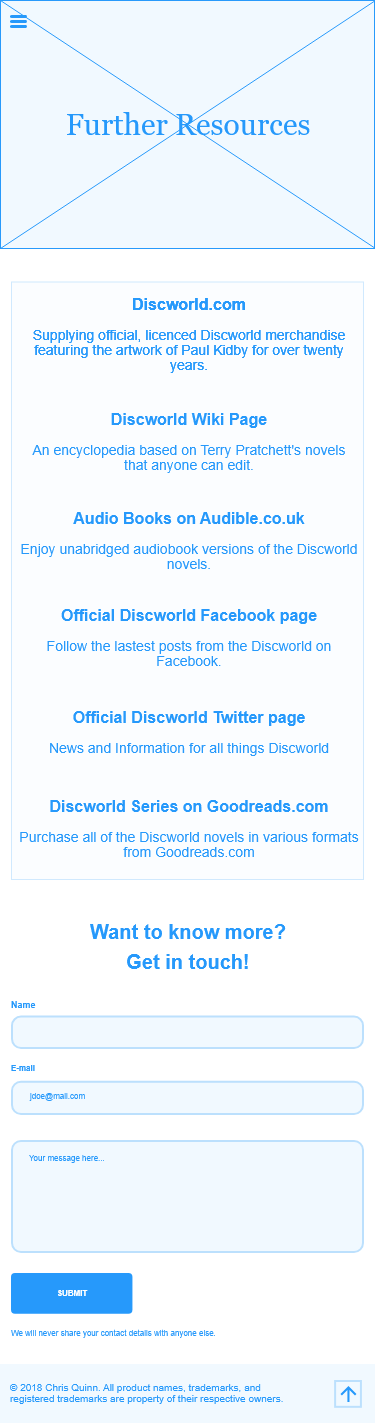 Further Resources
Discworld.com
Supplying official, licenced Discworld merchandise
featuring the artwork of Paul Kidby for over twenty
years.
Discworld Wiki Page
An encyclopedia based on Terry Pratchett's novels
that anyone can edit.
Audio Books on Audible.co.uk
Enjoy unabridged audiobook versions of the Discworld
novels.
Official Discworld Facebook page
Follow the lastest posts from the Discworld on
Facebook.
Official Discworld Twitter page
News and Information for all things Discworld
Discworld Series on Goodreads.com
Purchase all of the Discworld novels in various formats
from Goodreads.com
Want to know more?
Get in touch!
Name
E-mail
jdoe@mail.com
Your message here...
SUBMIT
We will never share your contact details with anyone else.
© 2018 Chris Quinn. All product names, trademarks, and
registered trademarks are property of their respective owners.